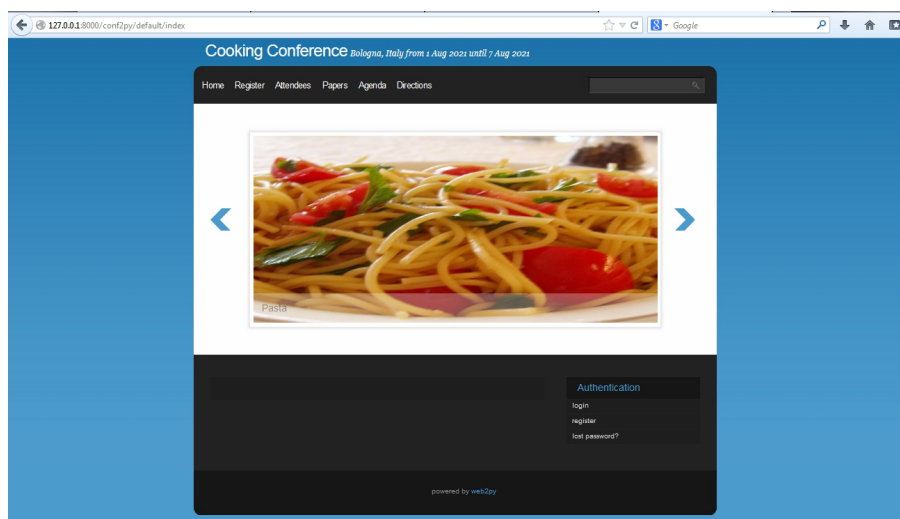 127.0.0.1:8000/conf2py/default/index
Google
Cooking Conference Bologna, Italy from 1 Aug 2021 until 7 Aug 2021
Home Register Attendees Papers Agenda Directions
Pasta
Authentication
login
register
lost password?
powered by web2py